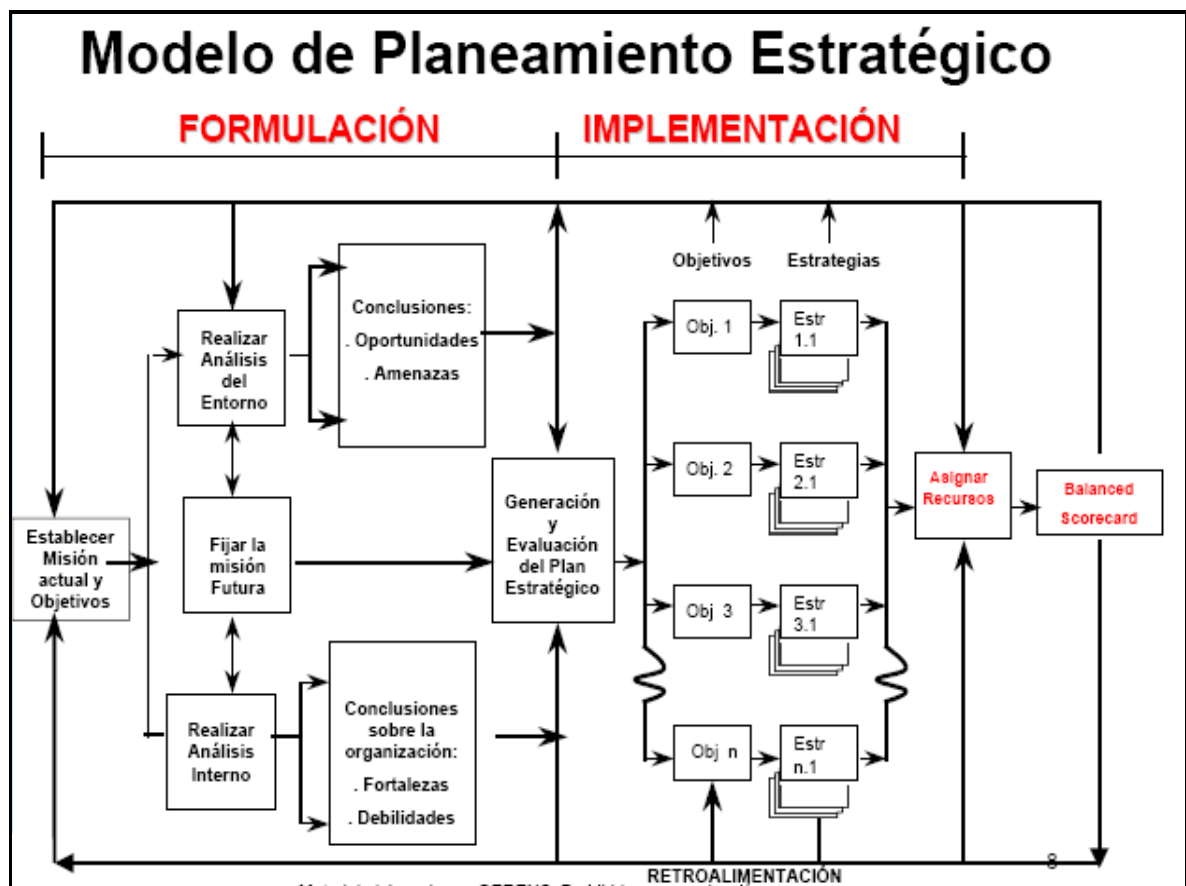 Modelo de Planeamiento Estratégico
FORMULACIÓN
IMPLEMENTACIÓN
Objetivos
Estrategias
Establecer
Misión
actual y
Objetivos
Realizar
Análisis
del
Entorno
Fijar la
misión
Futura
Realizar
Análisis
Interno
Conclusiones:
. Oportunidades
. Amenazas
Conclusiones
sobre la
organización:
. Fortalezas
. Debilidades
Generación
y
Evaluación
del Plan
Estratégico
Obj. 1
Estr
1.1
Obj. 2
Estr
2.1
Obj 3
Estr
3.1
Obj n
Estr
n.1
Asignar
Recursos
Balanced
Scorecard
8
RETROALIMENTACIÓN